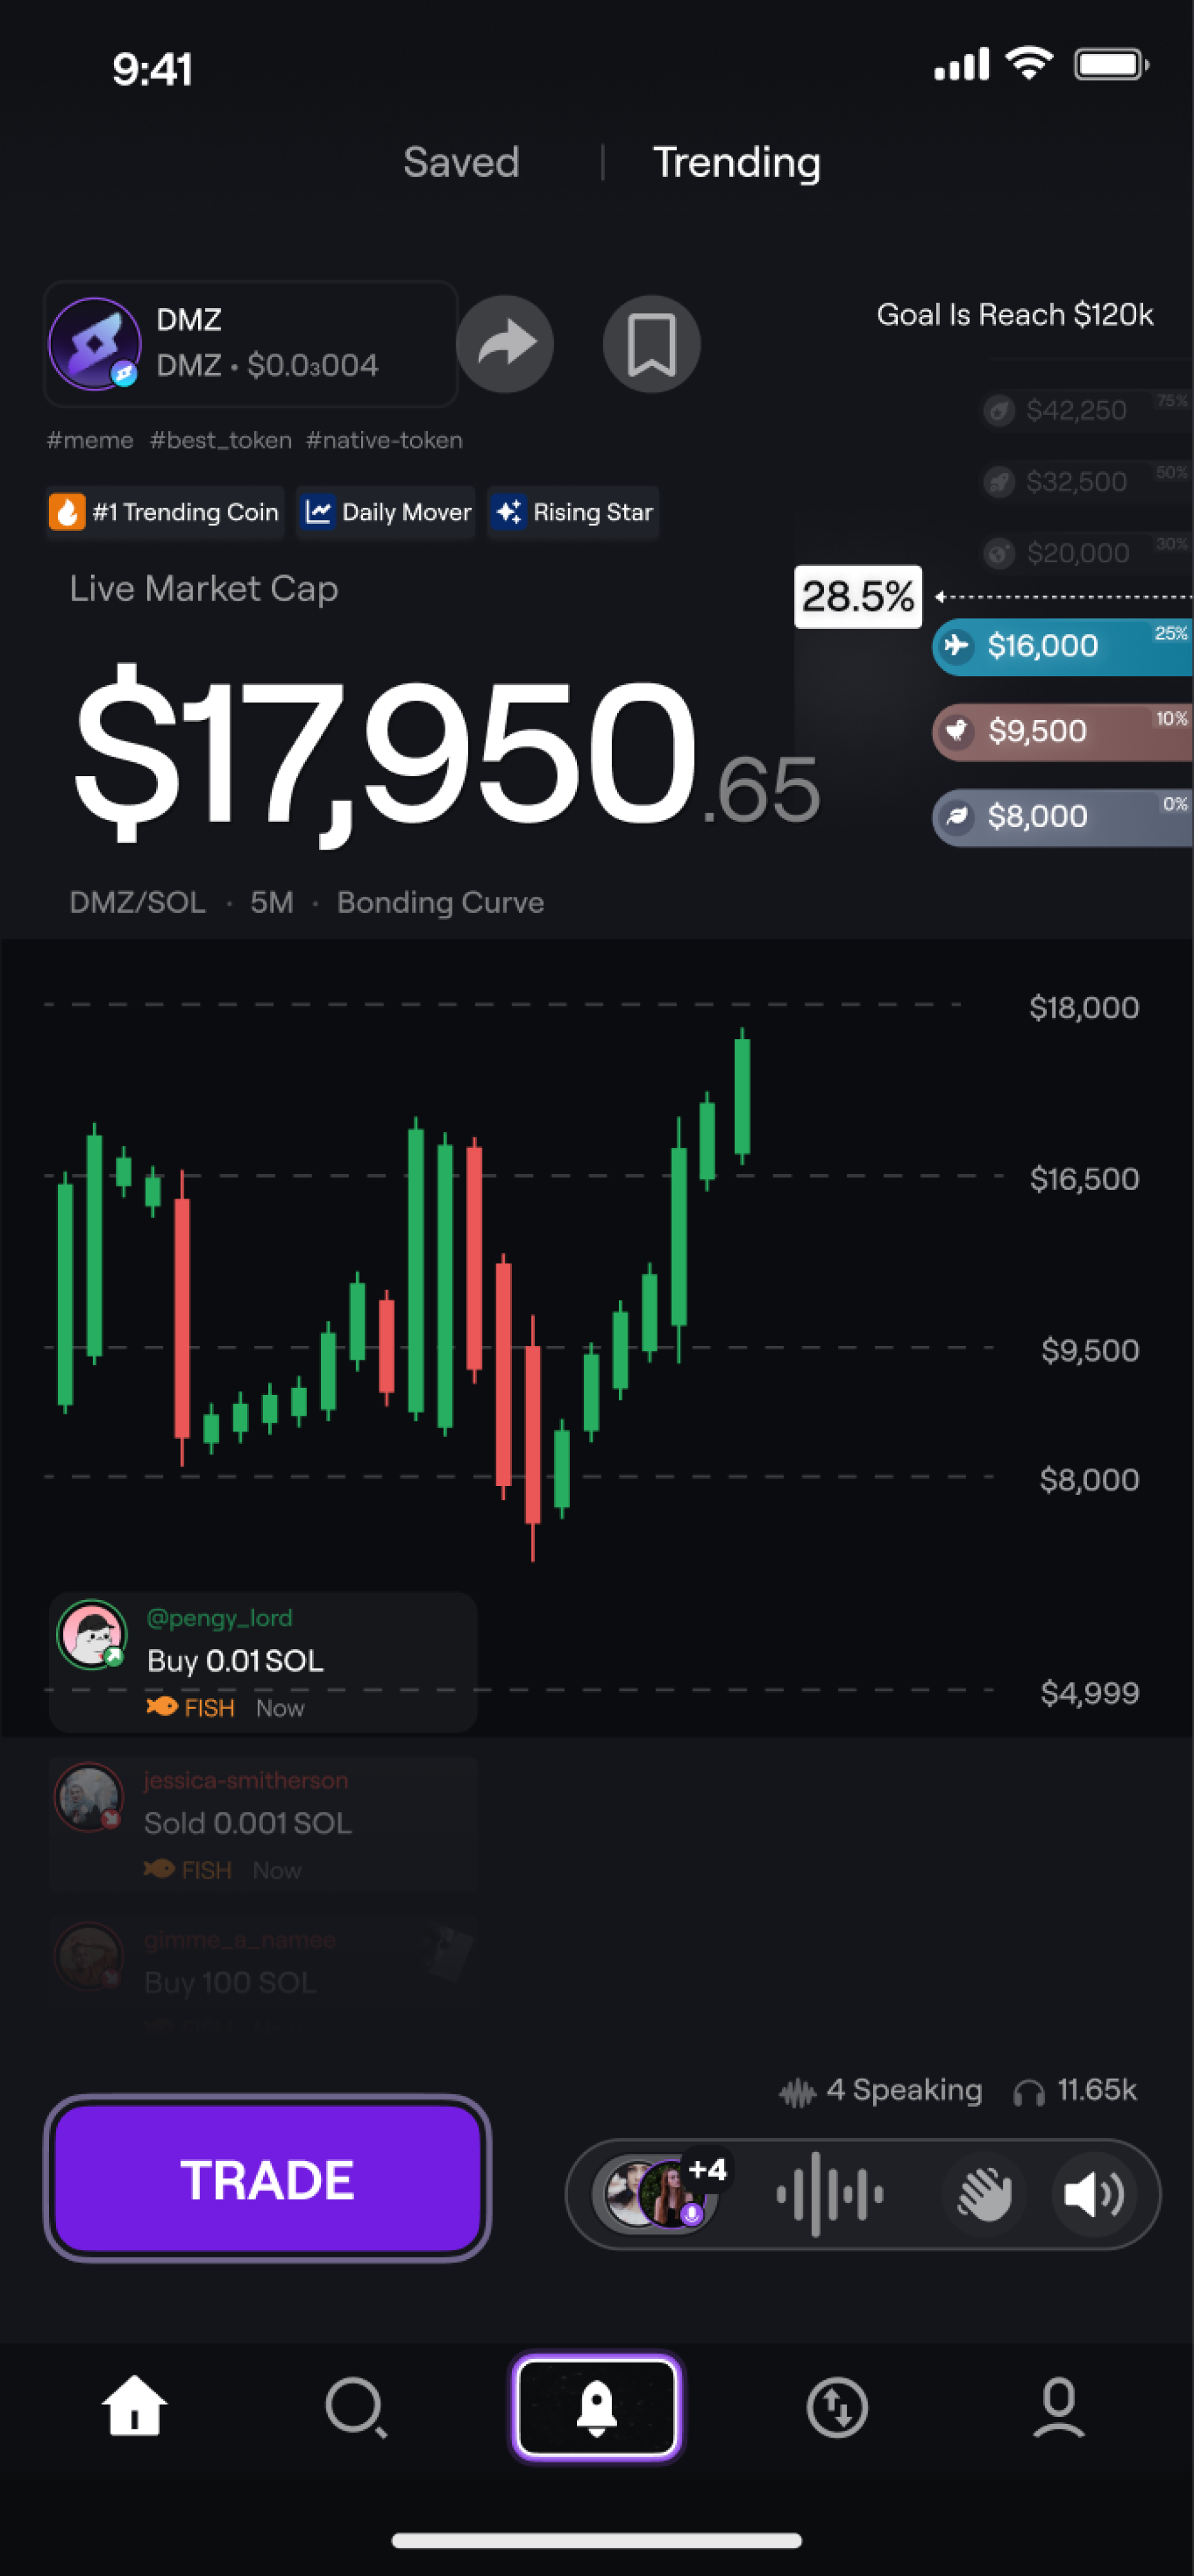 9:41
Saved | Trending
DMZ
DMZ • $0.0₃004
Goal Is Reach $120k
#meme #best_token #native-token
#1 Trending Coin
Daily Mover
Rising Star
$42,250 75%
$32,500 50%
$20,000 30%
28.5%
$16,000 25%
$9,500 10%
$8,000 0%
Live Market Cap
$17,950.65
DMZ/SOL · 5M · Bonding Curve
$18,000
$16,500
$9,500
$8,000
$4,999
@pengy_lord
Buy 0.01 SOL
FISH Now
jessica-smitherson
Sold 0.001 SOL
FISH Now
gimme_a_namee
Buy 100 SOL
4 Speaking 11.65k
TRADE
+4